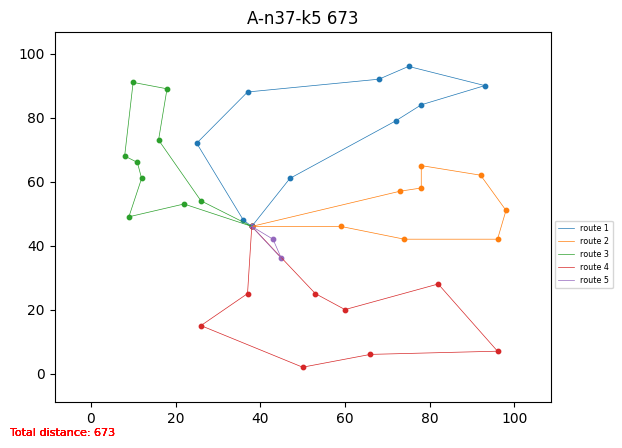 A-n37-k5 673
100
80
60
40
20
0
0 20 40 60 80 100
route 1
route 2
route 3
route 4
route 5
Total distance: 673